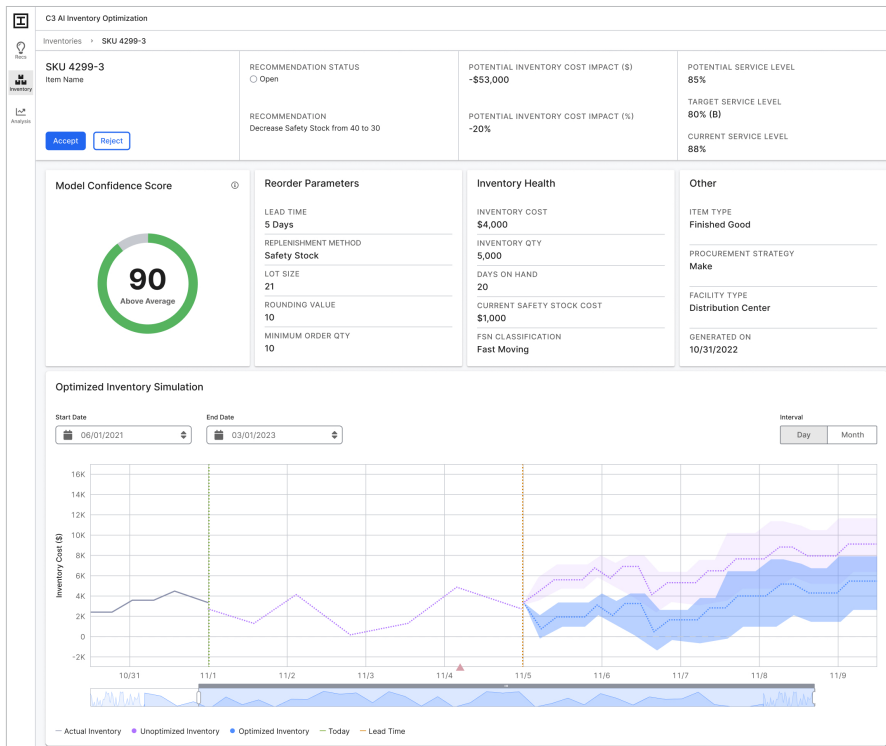 C3 AI Inventory Optimization
Inventories › SKU 4299-3
Reco
Inventory
Analysis
SKU 4299-3
Item Name
Accept
Reject
RECOMMENDATION STATUS
Open
RECOMMENDATION
Decrease Safety Stock from 40 to 30
POTENTIAL INVENTORY COST IMPACT ($)
-$53,000
POTENTIAL INVENTORY COST IMPACT (%)
-20%
POTENTIAL SERVICE LEVEL
85%
TARGET SERVICE LEVEL
80% (B)
CURRENT SERVICE LEVEL
88%
Model Confidence Score
90
Above Average
Reorder Parameters
LEAD TIME
5 Days
REPLENISHMENT METHOD
Safety Stock
LOT SIZE
21
ROUNDING VALUE
10
MINIMUM ORDER QTY
10
Inventory Health
INVENTORY COST
$4,000
INVENTORY QTY
5,000
DAYS ON HAND
20
CURRENT SAFETY STOCK COST
$1,000
FSN CLASSIFICATION
Fast Moving
Other
ITEM TYPE
Finished Good
PROCUREMENT STRATEGY
Make
FACILITY TYPE
Distribution Center
GENERATED ON
10/31/2022
Optimized Inventory Simulation
Start Date
06/01/2021
End Date
03/01/2023
Interval
Day
Month
Inventory Cost ($)
16K
14K
12K
10K
8K
6K
4K
2K
0
-2K
10/31 11/1 11/2 11/3 11/4 11/5 11/6 11/7 11/8 11/9
Actual Inventory Unoptimized Inventory Optimized Inventory Today Lead Time